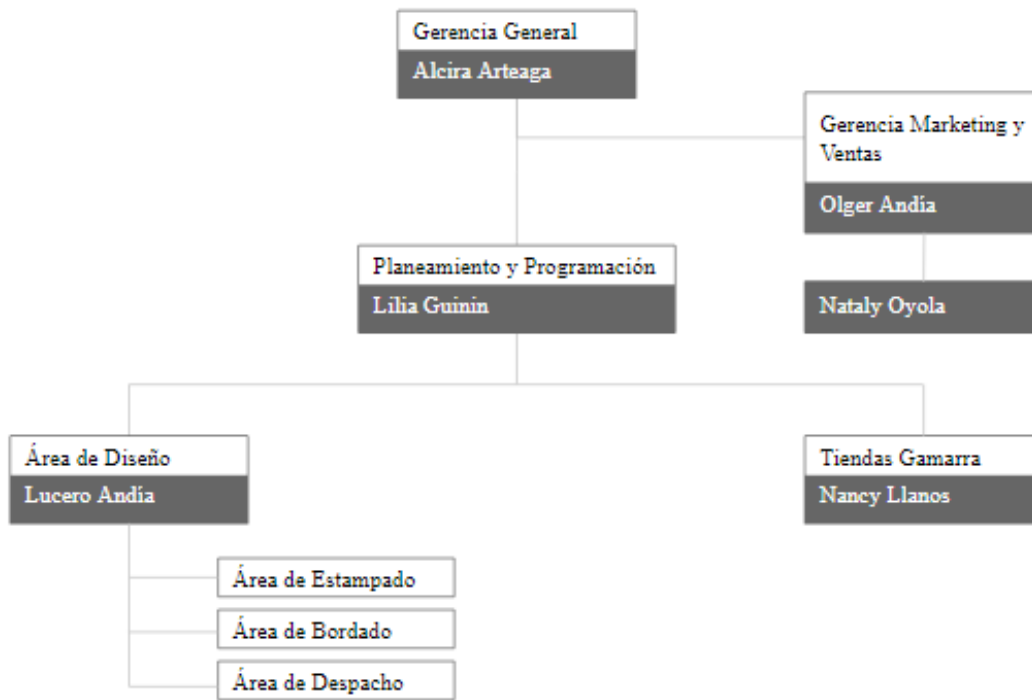 Gerencia General
Alcira Arteaga
Gerencia Marketing y
Ventas
Olger Andía
Nataly Oyola
Planeamiento y Programación
Lilia Guinin
Área de Diseño
Lucero Andía
Tiendas Gamarra
Nancy Llanos
Área de Estampado
Área de Bordado
Área de Despacho